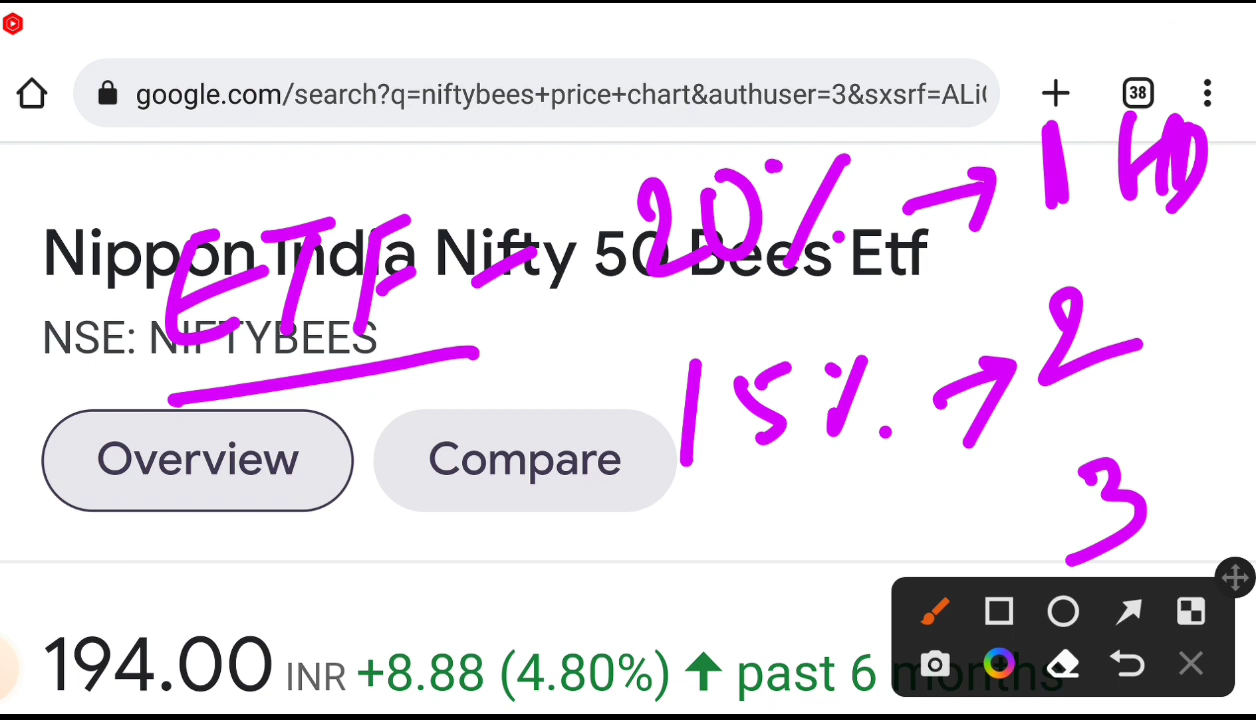 google.com/search?q=niftybees+price+chart&authuser=3&sxsrf=ALi
38
Nippon India Nifty 50 Bees Etf
NSE: NIFTYBEES
ETF - 20% → 1
15%. → 2
3
Overview
Compare
194.00 INR +8.88 (4.80%) ↑ past 6 months